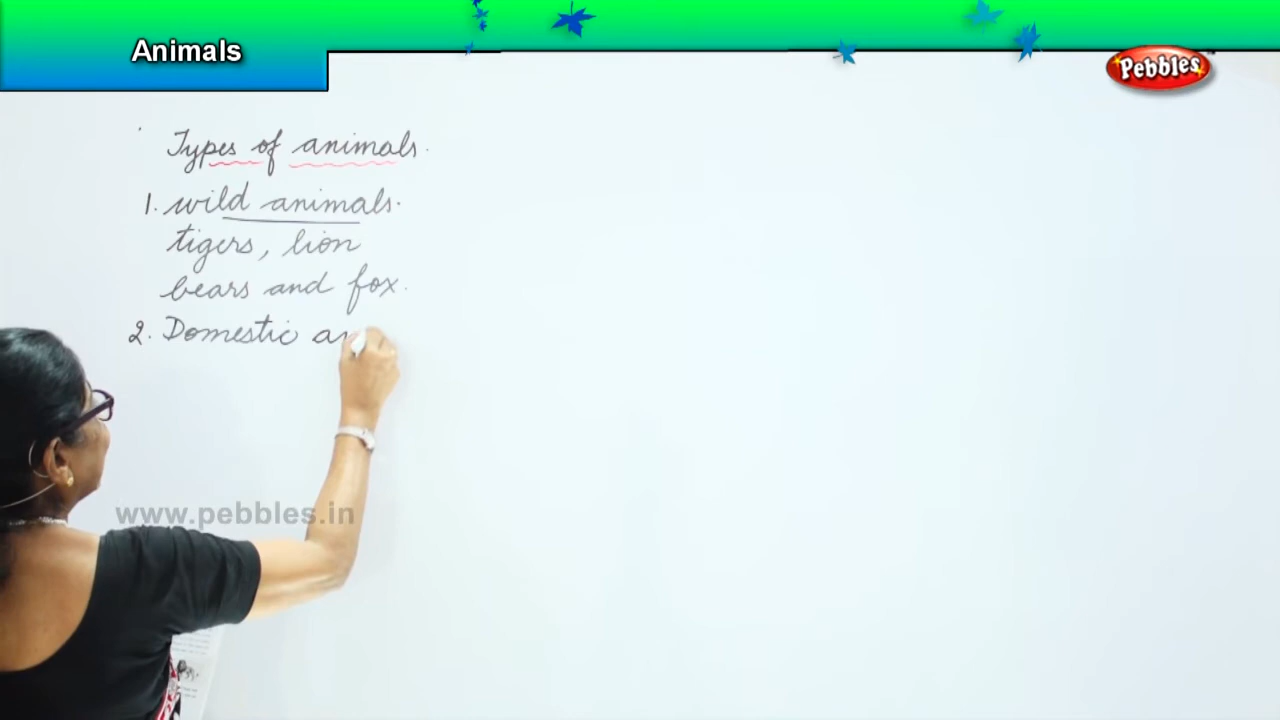 Animals
Pebbles
Types of animals.
1. wild animals.
tigers, lion
bears and fox.
2. Domestic an
www.pebbles.in